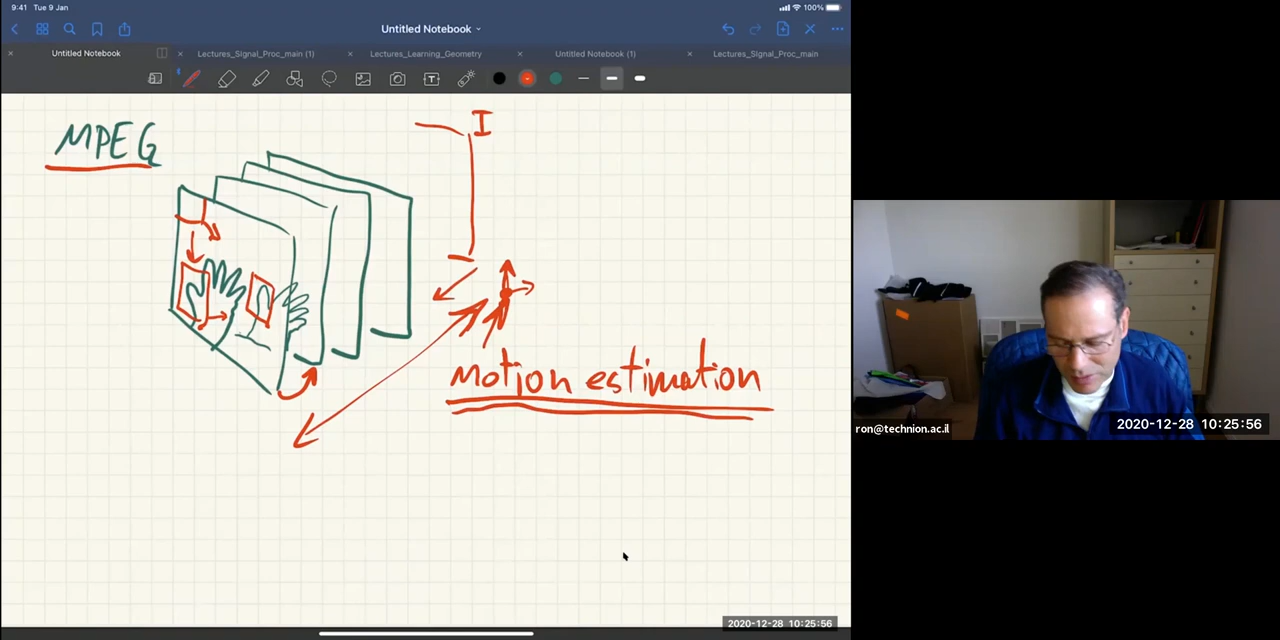 9:41 Tue 9 Jan
100%
Untitled Notebook
Untitled Notebook
Lectures_Signal_Proc_main (1)
Lectures_Learning_Geometry
Untitled Notebook (1)
Lectures_SIgnal_Proc_main
T
MPEG
I
motion estimation
ron@technion.ac.il
2020-12-28 10:25:56
2020-12-28 10:25:56